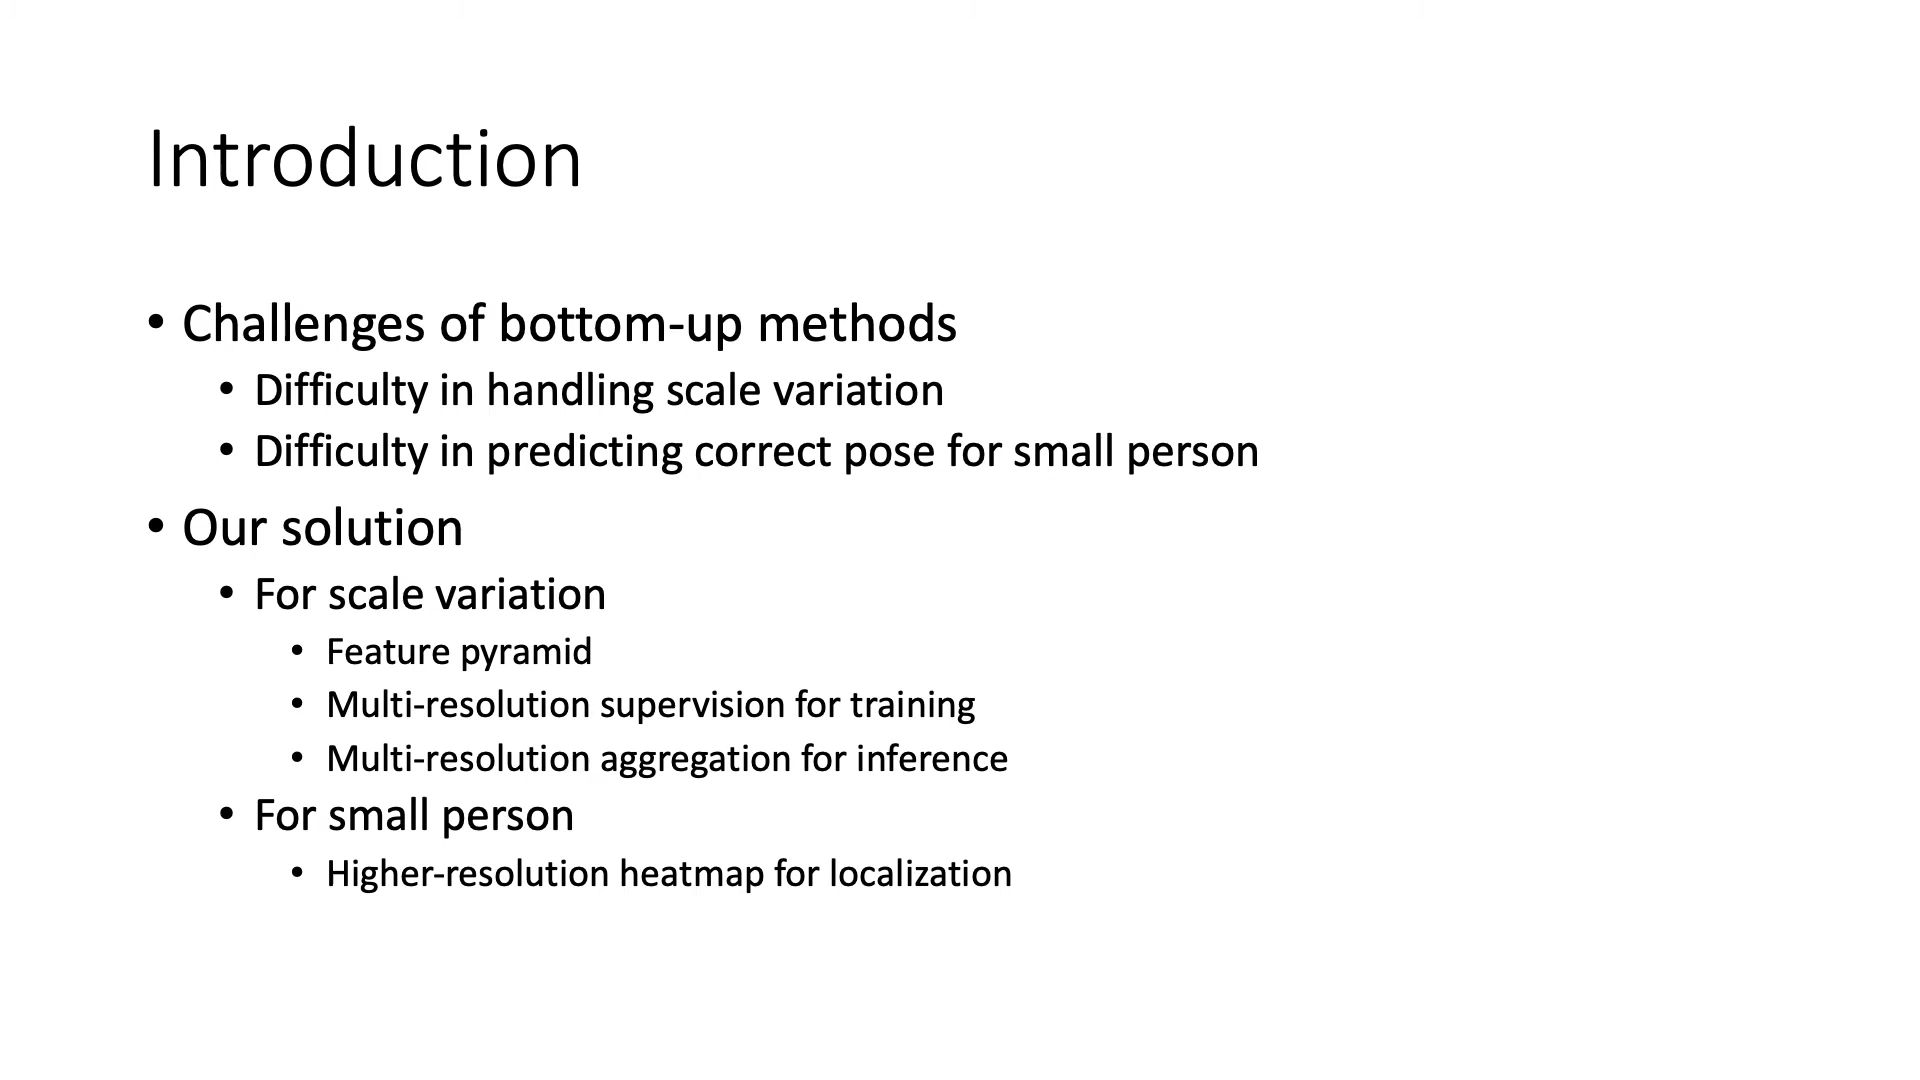 Introduction
• Challenges of bottom-up methods
• Difficulty in handling scale variation
• Difficulty in predicting correct pose for small person
• Our solution
• For scale variation
• Feature pyramid
• Multi-resolution supervision for training
• Multi-resolution aggregation for inference
• For small person
• Higher-resolution heatmap for localization